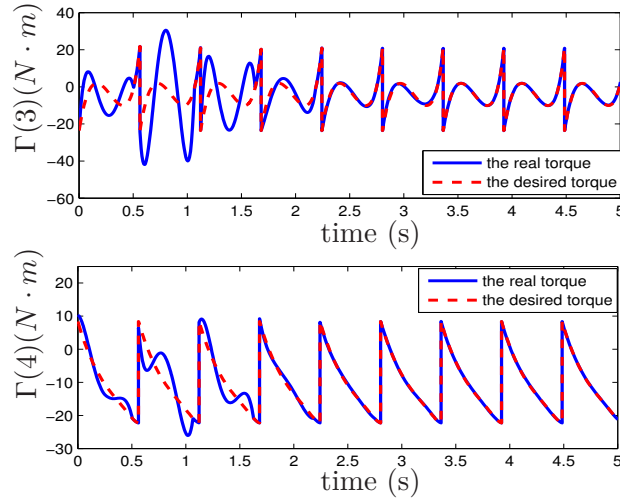 Γ(3)(N · m)
40
20
0
−20
−40
−60
0 0.5 1 1.5 2 2.5 3 3.5 4 4.5 5
the real torque
the desired torque
time (s)
Γ(4)(N · m)
20
10
0
−10
−20
−30
0 0.5 1 1.5 2 2.5 3 3.5 4 4.5 5
the real torque
the desired torque
time (s)